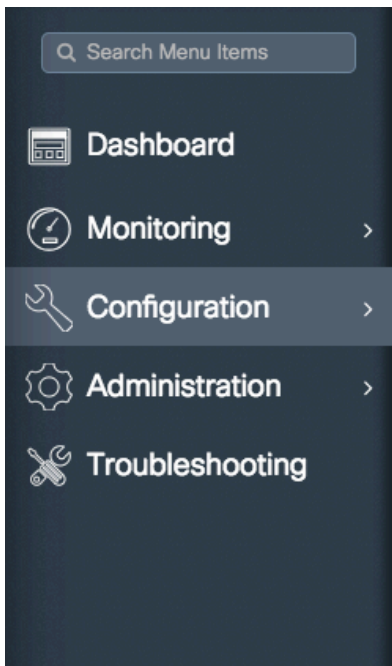 Search Menu Items
Dashboard
Monitoring
Configuration
Administration
Troubleshooting